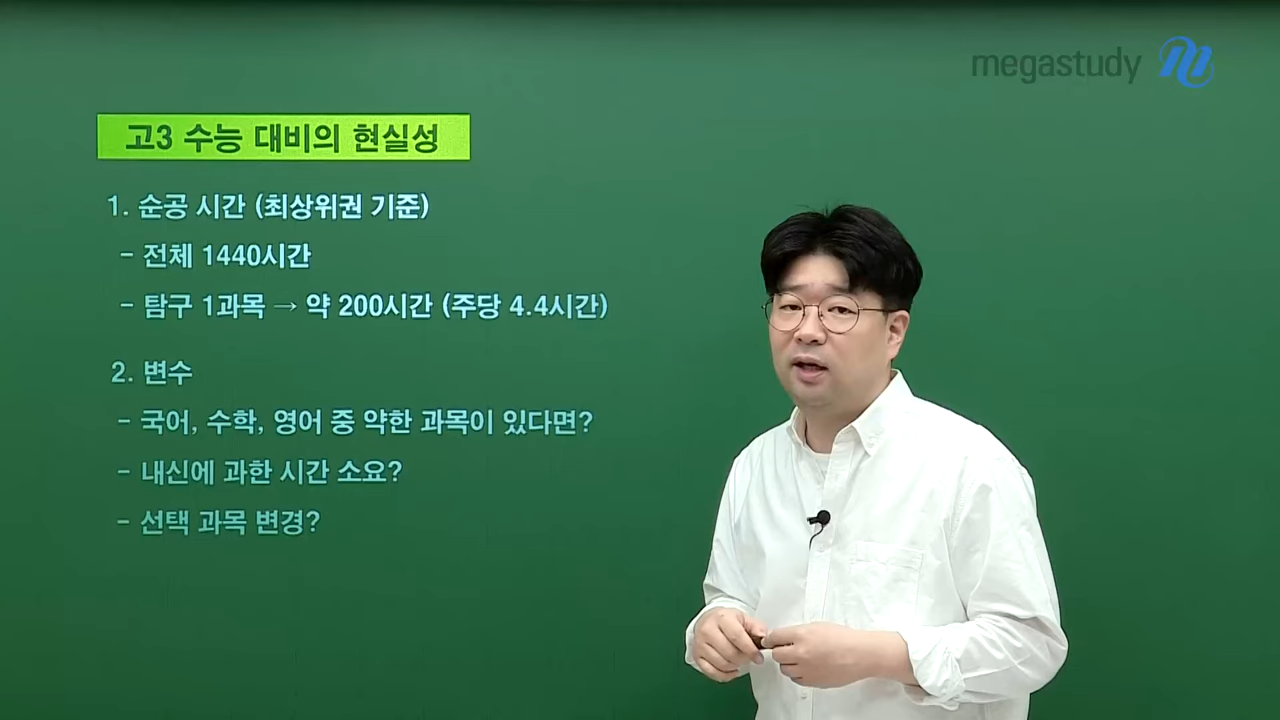 megastudy
고3 수능 대비의 현실성
1. 순공 시간 (최상위권 기준)
- 전체 1440시간
- 탐구 1과목 → 약 200시간 (주당 4.4시간)
2. 변수
- 국어, 수학, 영어 중 약한 과목이 있다면?
- 내신에 과한 시간 소요?
- 선택 과목 변경?